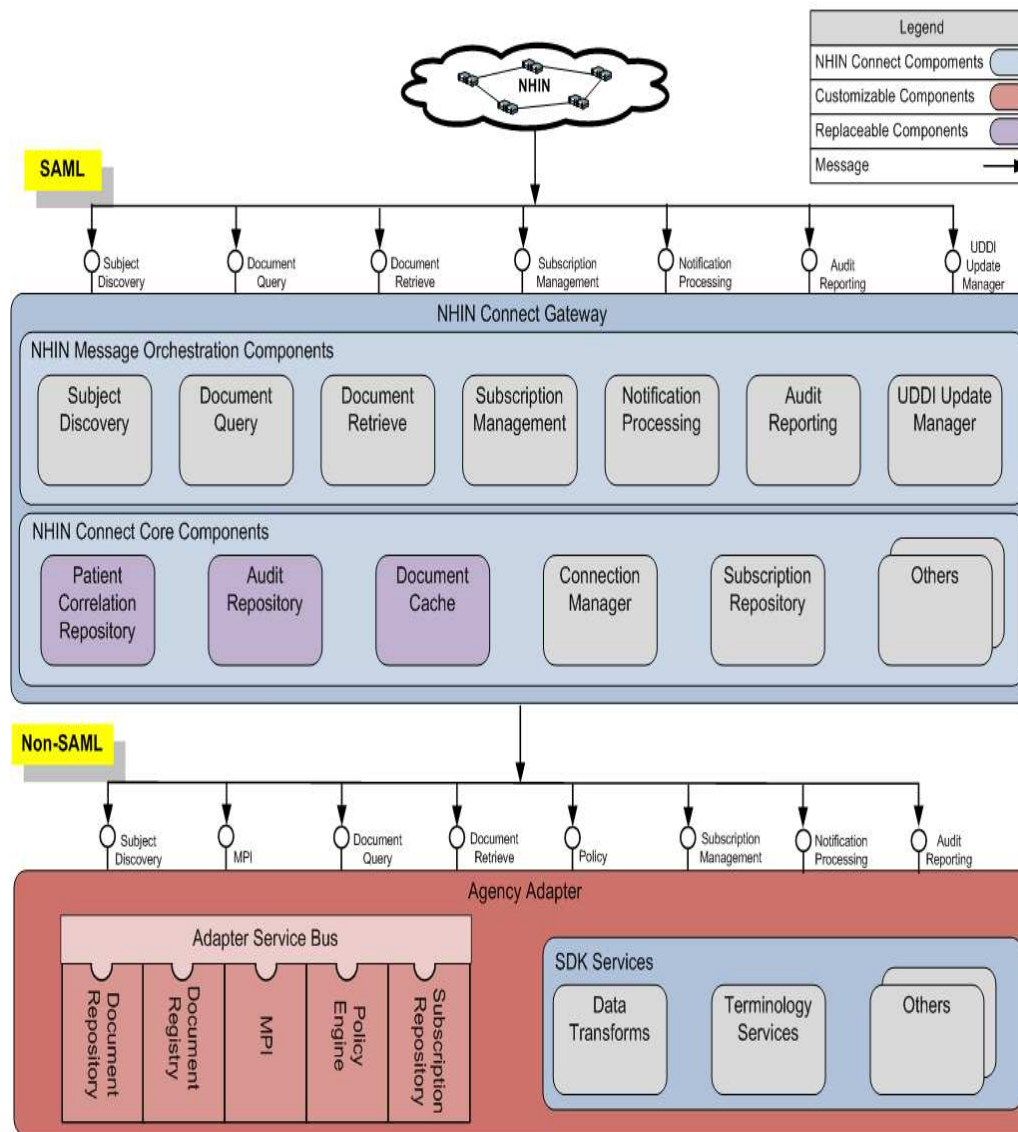 Legend
NHIN Connect Compoments
Customizable Components
Replaceable Components
Message
NHIN
SAML
Subject
Discovery
Document
Query
Document
Retrieve
Subscription
Management
Notification
Processing
Audit
Reporting
UDDI
Update
Manager
NHIN Connect Gateway
NHIN Message Orchestration Components
Subject
Discovery
Document
Query
Document
Retrieve
Subscription
Management
Notification
Processing
Audit
Reporting
UDDI Update
Manager
NHIN Connect Core Components
Patient
Correlation
Repository
Audit
Repository
Document
Cache
Connection
Manager
Subscription
Repository
Others
Non-SAML
Subject
Discovery
MPI
Document
Query
Document
Retrieve
Policy
Subscription
Management
Notification
Processing
Audit
Reporting
Agency Adapter
Adapter Service Bus
Document
Repository
Document
Registry
MPI
Policy
Engine
Subscription
Repository
SDK Services
Data
Transforms
Terminology
Services
Others